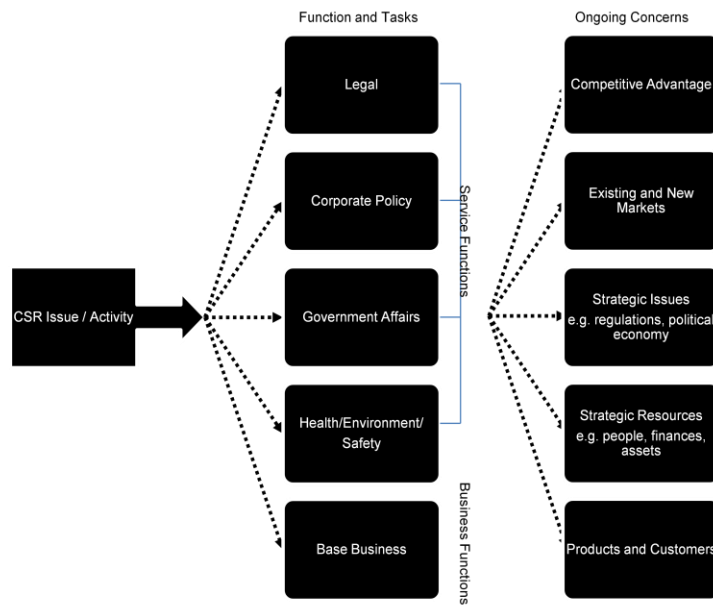 Function and Tasks
Ongoing Concerns
Legal
Competitive Advantage
Corporate Policy
Existing and New
Markets
Service Functions
CSR Issue / Activity
Government Affairs
Strategic Issues
e.g. regulations, political
economy
Health/Environment/
Safety
Strategic Resources
e.g. people, finances,
assets
Business Functions
Base Business
Products and Customers